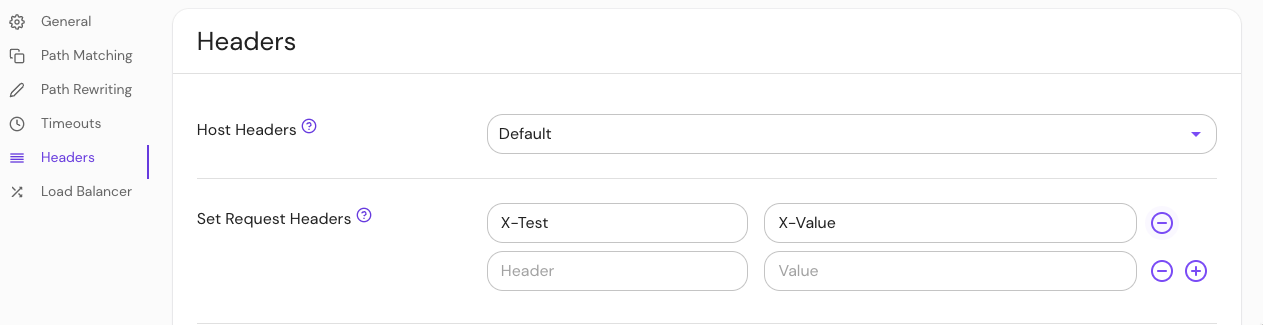 General
Path Matching
Path Rewriting
Timeouts
Headers
Load Balancer
Headers
Host Headers ?
Default
Set Request Headers ?
X-Test X-Value
Header Value